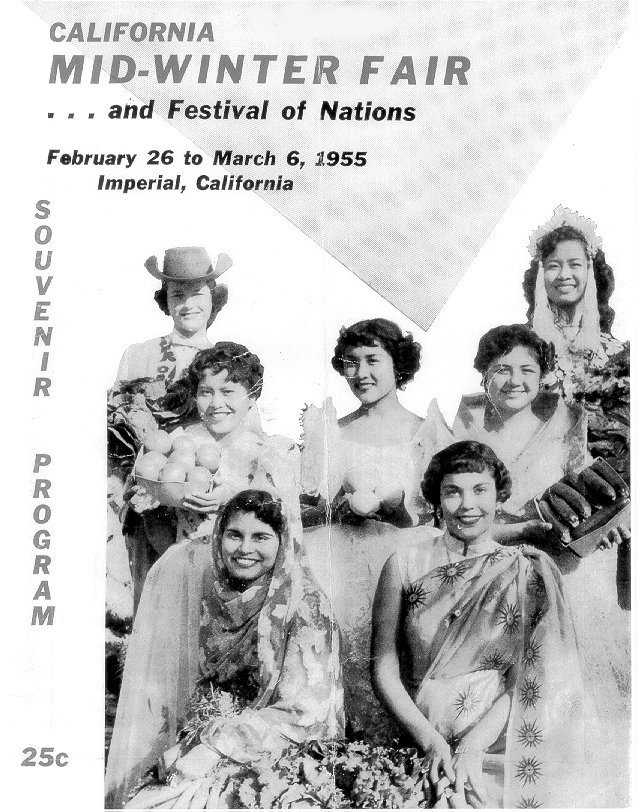 CALIFORNIA
MID-WINTER FAIR
. . . and Festival of Nations
February 26 to March 6, 1955
Imperial, California
SOUVENIR
PROGRAM
25c